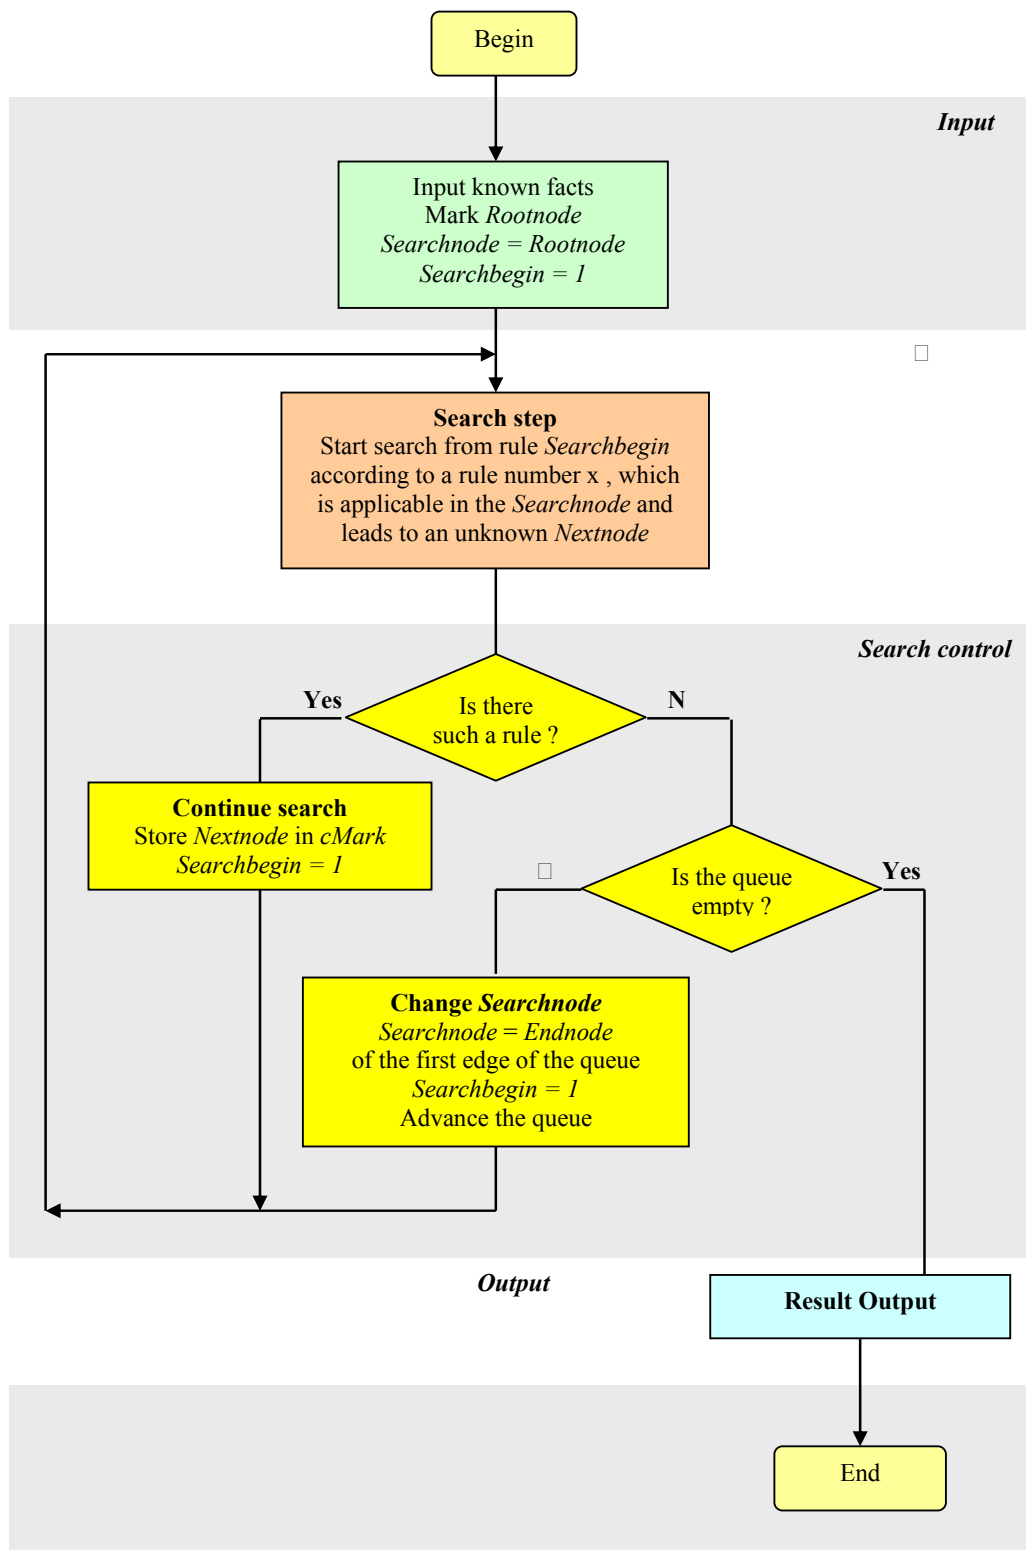 Begin
Input
Input known facts
Mark Rootnode
Searchnode = Rootnode
Searchbegin = 1
Search step
Start search from rule Searchbegin
according to a rule number x , which
is applicable in the Searchnode and
leads to an unknown Nextnode
Search control
Yes
N
Is there
such a rule ?
Continue search
Store Nextnode in cMark
Searchbegin = 1
Is the queue
empty ?
Yes
Change Searchnode
Searchnode = Endnode
of the first edge of the queue
Searchbegin = 1
Advance the queue
Output
Result Output
End